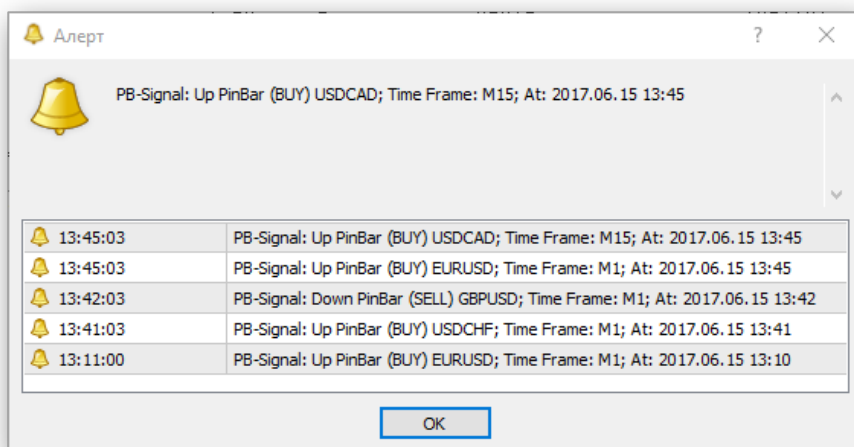 Алерт
PB-Signal: Up PinBar (BUY) USDCAD; Time Frame: M15; At: 2017.06.15 13:45
13:45:03 PB-Signal: Up PinBar (BUY) USDCAD; Time Frame: M15; At: 2017.06.15 13:45
13:45:03 PB-Signal: Up PinBar (BUY) EURUSD; Time Frame: M1; At: 2017.06.15 13:45
13:42:03 PB-Signal: Down PinBar (SELL) GBPUSD; Time Frame: M1; At: 2017.06.15 13:42
13:41:03 PB-Signal: Up PinBar (BUY) USDCHF; Time Frame: M1; At: 2017.06.15 13:41
13:11:00 PB-Signal: Up PinBar (BUY) EURUSD; Time Frame: M1; At: 2017.06.15 13:10
OK